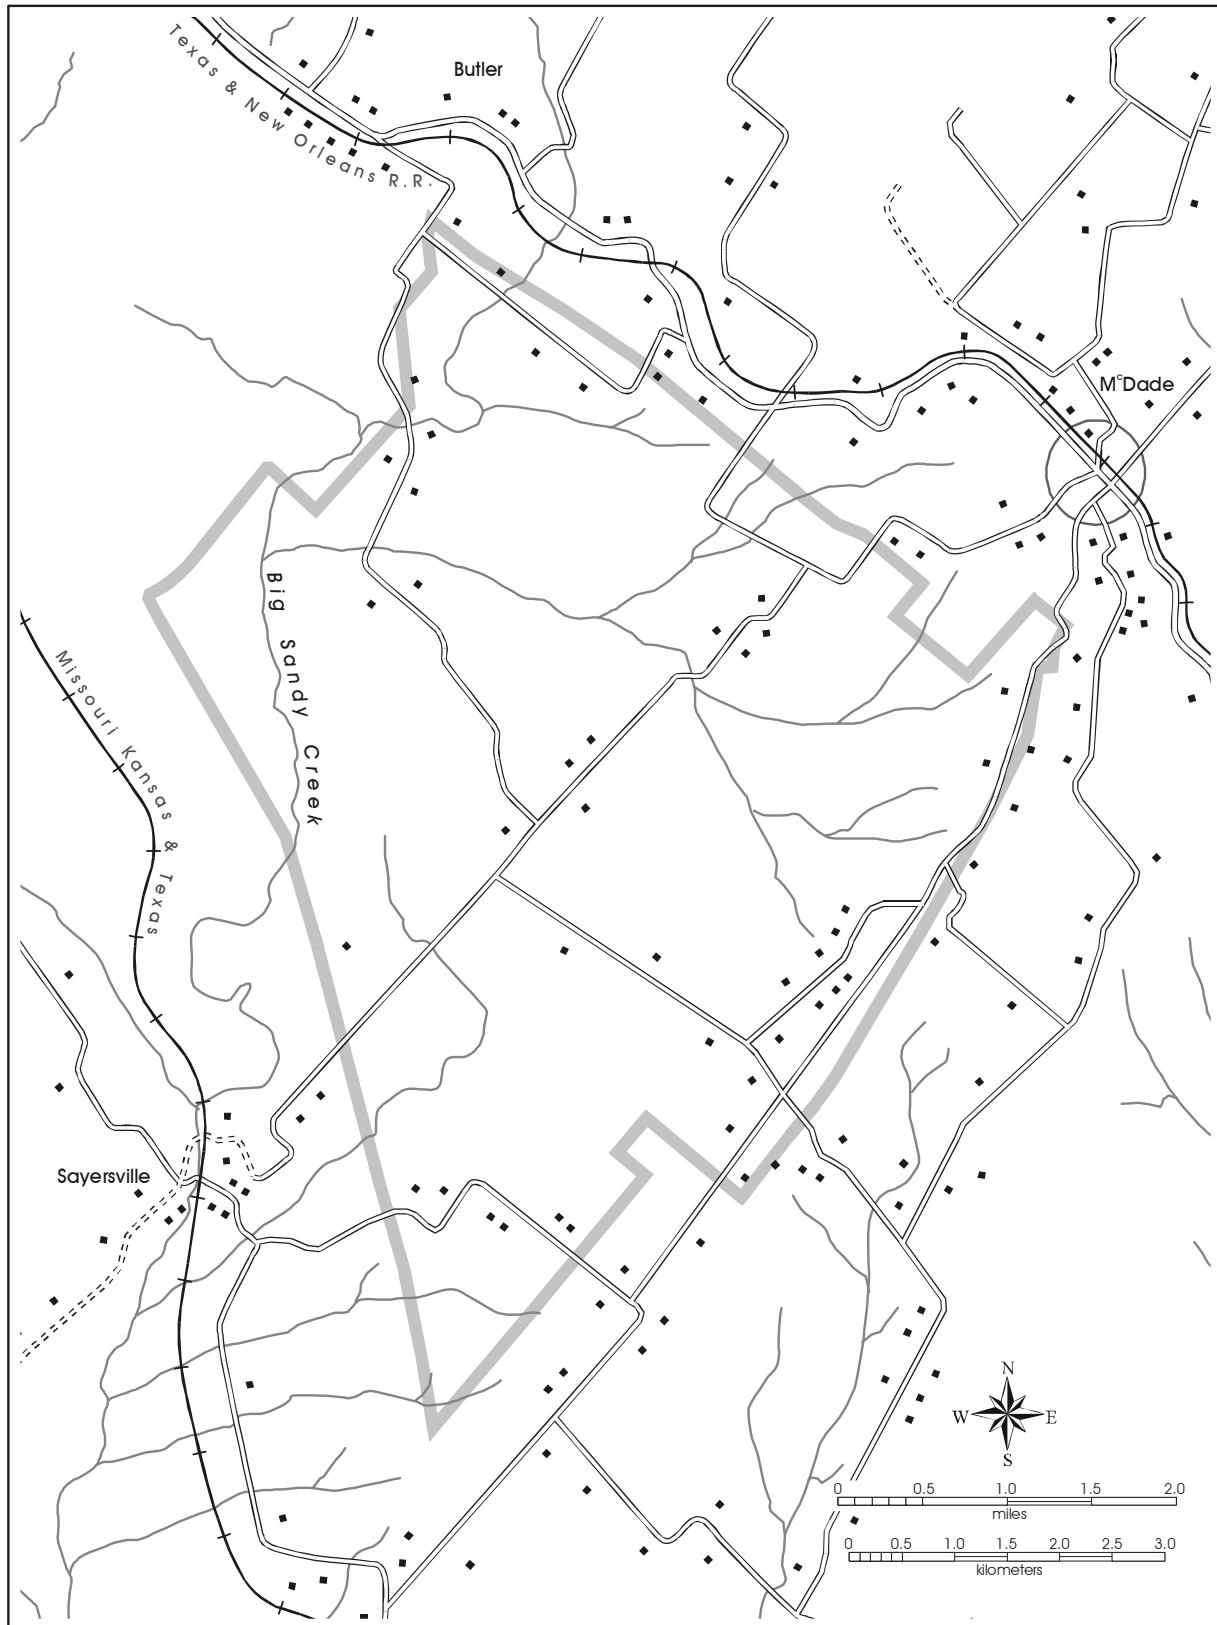 Butler
Texas & New Orleans R.R.
McDade
Big Sandy Creek
Missouri Kansas & Texas
Sayersville
N
W E
S
0 0.5 1.0 1.5 2.0
miles
0 0.5 1.0 1.5 2.0 2.5 3.0
kilometers